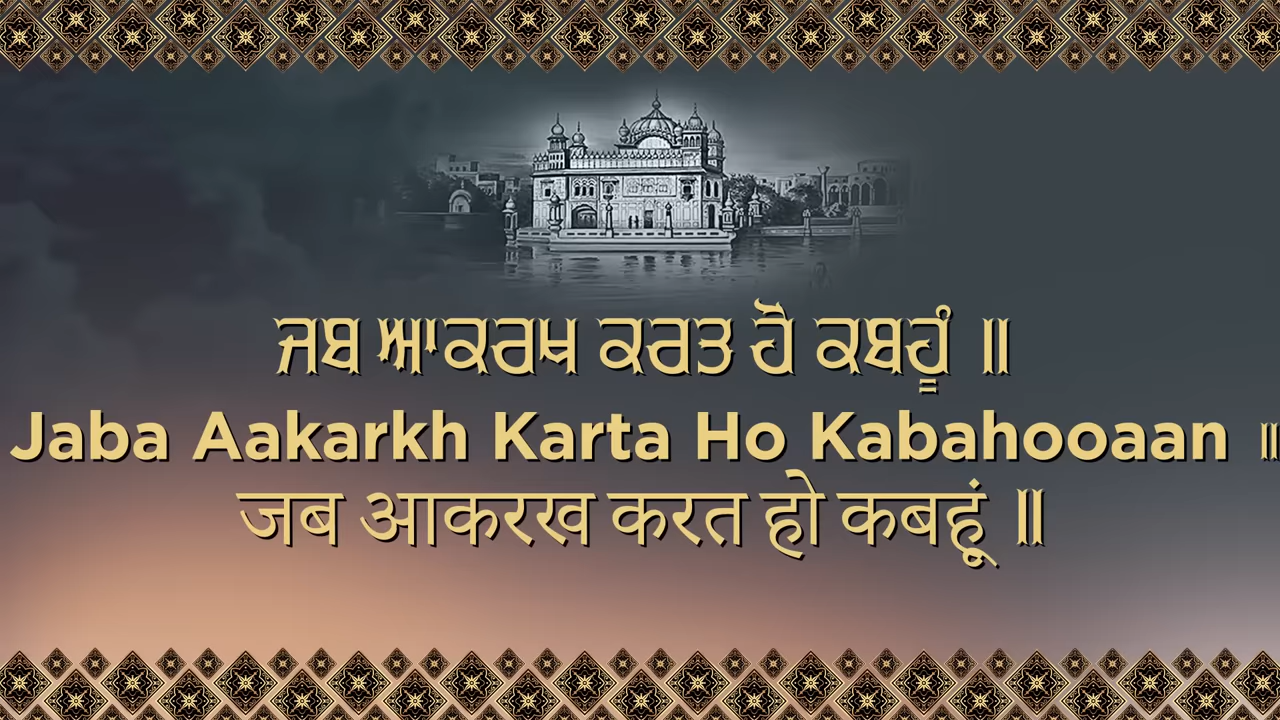 ਜਬ ਆਕਰਖ ਕਰਤ ਹੋ ਕਬਹੂੰ ॥
Jaba Aakarkh Karta Ho Kabahooaan ॥
जब आकरख करत हो कबहूं ॥